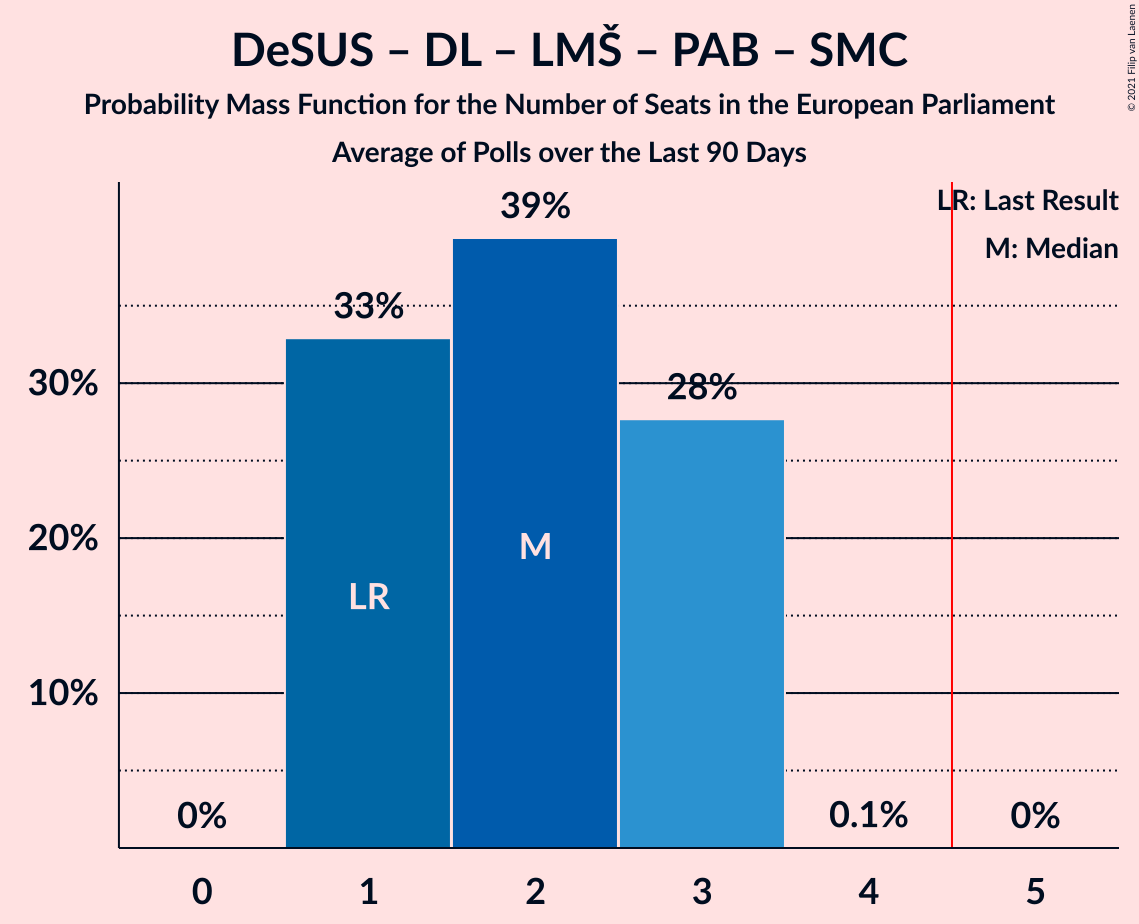 DeSUS – DL – LMŠ – PAB – SMC
Probability Mass Function for the Number of Seats in the European Parliament
Average of Polls over the Last 90 Days
© 2021 Filip van Laenen
LR: Last Result
M: Median
39%
33%
28%
30%
20%
10%
M
LR
0%
0.1%
0%
0
1
2
3
4
5